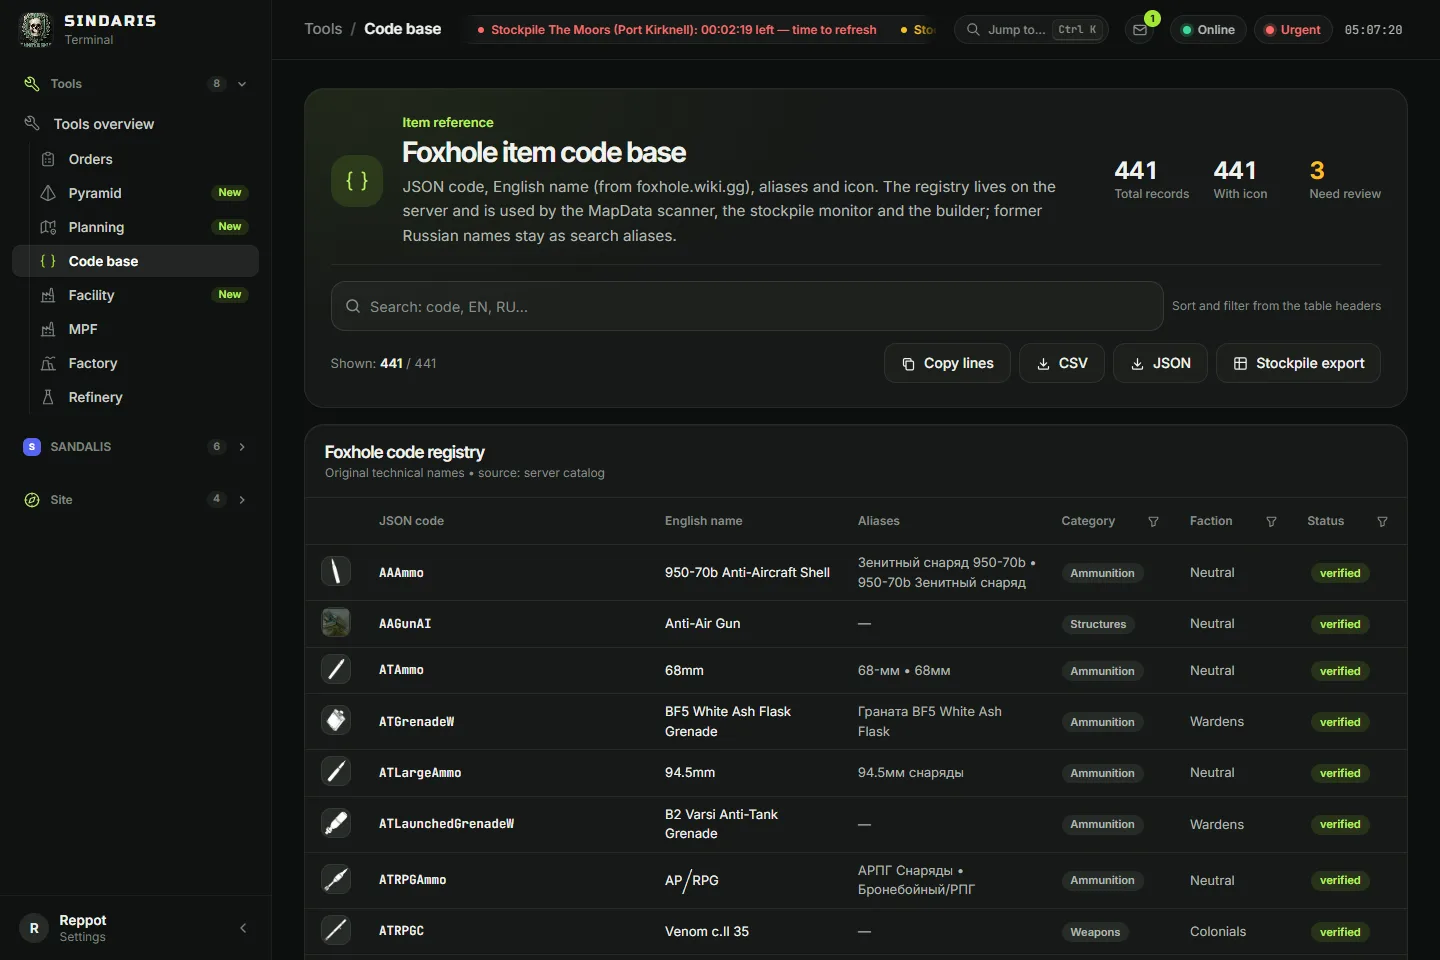 SINDARIS
Terminal
Tools / Code base
Stockpile The Moors (Port Kirknell): 00:02:19 left — time to refresh
Jump to... Ctrl K
1
Online
Urgent
05:07:20
Tools 8
Tools overview
Orders
Pyramid New
Planning New
Code base
Facility New
MPF
Factory
Refinery
S SANDALIS 6
Site 4
R Reppot
Settings
Item reference
{ } Foxhole item code base
JSON code, English name (from foxhole.wiki.gg), aliases and icon. The registry lives on the
server and is used by the MapData scanner, the stockpile monitor and the builder; former
Russian names stay as search aliases.
441 441 3
Total records With icon Need review
Search: code, EN, RU...
Sort and filter from the table headers
Shown: 441 / 441
Copy lines CSV JSON Stockpile export
Foxhole code registry
Original technical names • source: server catalog
JSON code English name Aliases Category Faction Status
AAAmmo 950-70b Anti-Aircraft Shell Зенитный снаряд 950-70b • Ammunition Neutral verified
950-70b Зенитный снаряд
AAGunAI Anti-Air Gun — Structures Neutral verified
ATAmmo 68mm 68-мм • 68мм Ammunition Neutral verified
ATGrenadeW BF5 White Ash Flask Граната BF5 White Ash Ammunition Wardens verified
Grenade Flask
ATLargeAmmo 94.5mm 94.5мм снаряды Ammunition Neutral verified
ATLaunchedGrenadeW B2 Varsi Anti-Tank — Ammunition Wardens verified
Grenade
ATRPGAmmo AP/RPG АРПГ Снаряды • Ammunition Neutral verified
Бронебойный/РПГ
ATRPGC Venom c.II 35 — Weapons Colonials verified